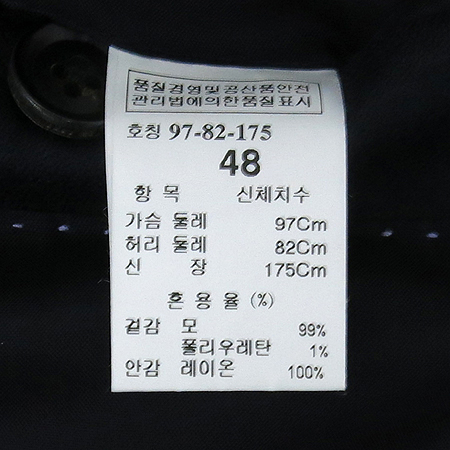 품질경영및공산품안전
관리법에의한품질표시
호칭 97-82-175
48
항 목 신체치수
가슴 둘레 97Cm
허리 둘레 82Cm
신 장 175Cm
혼 용 율 (%)
겉감 모 99%
폴리우레탄 1%
안감 레이온 100%